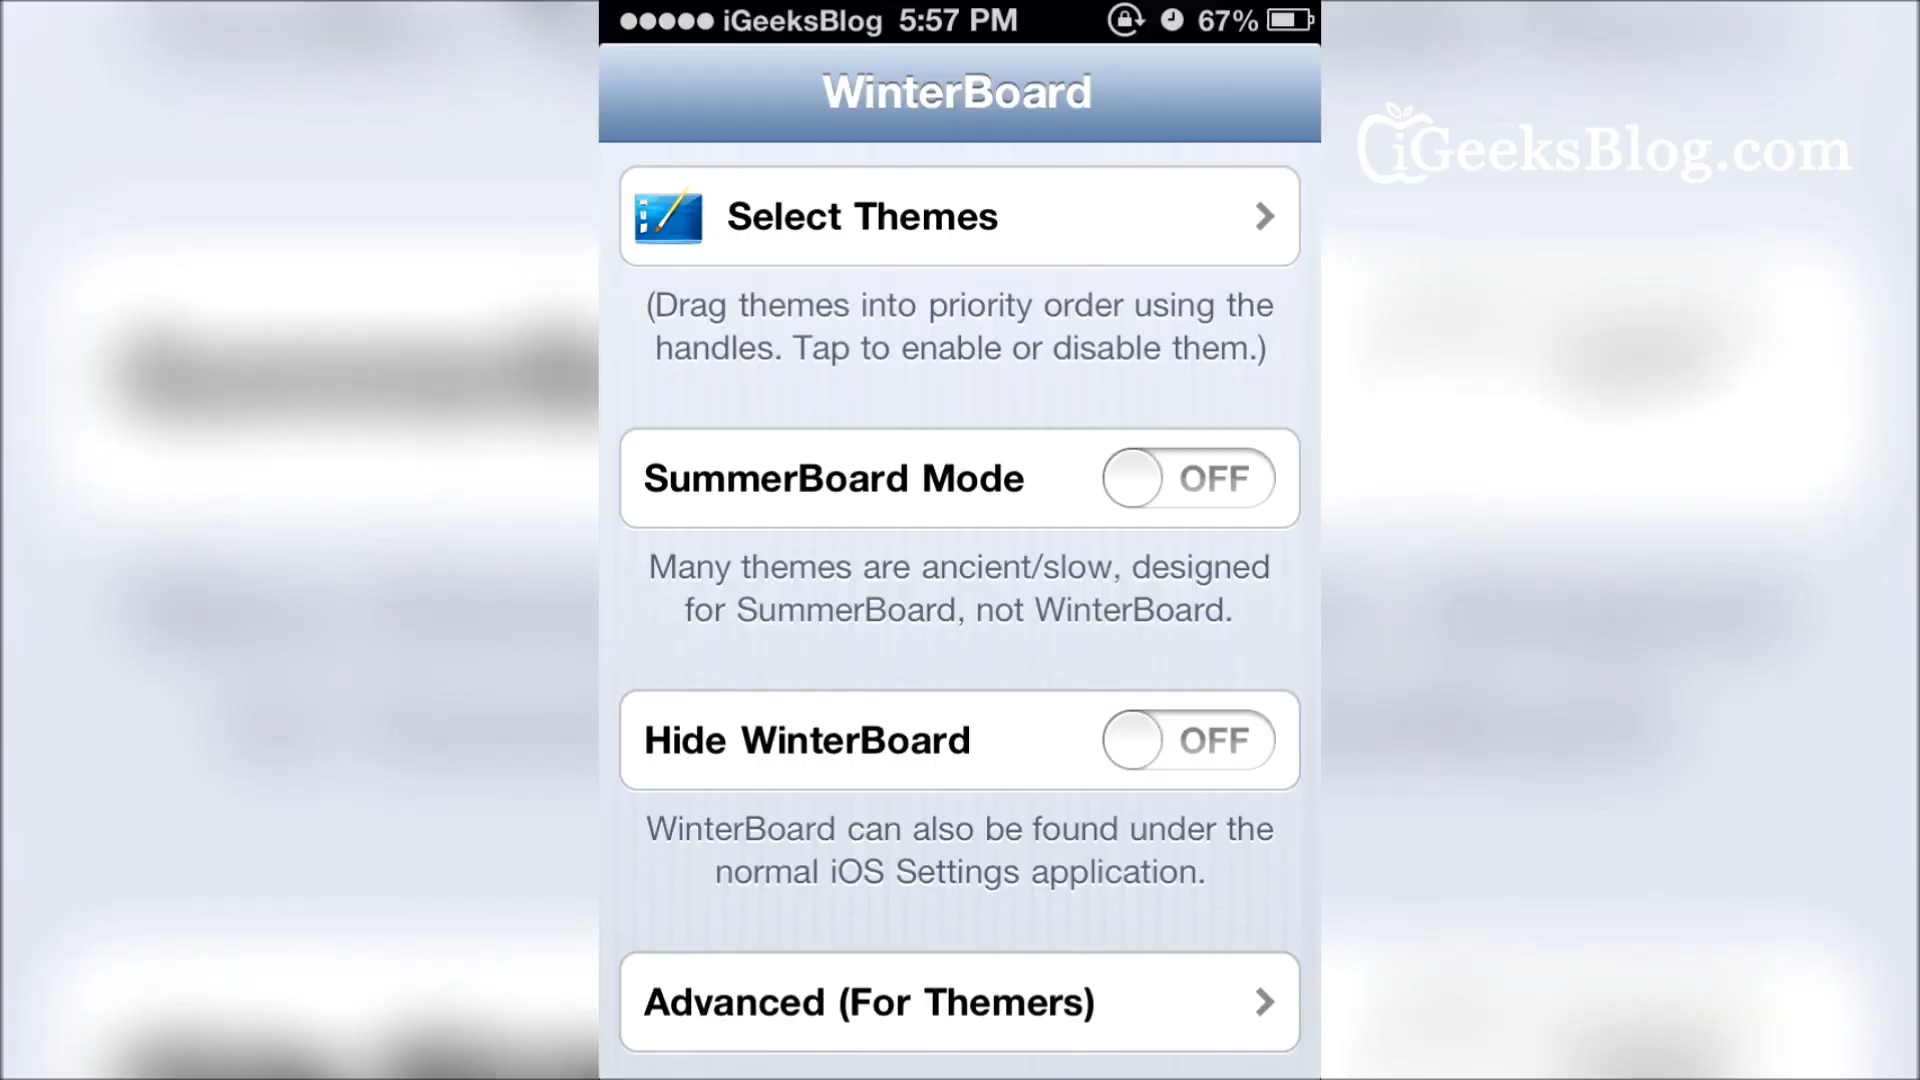 iGeeksBlog 5:57 PM 67%
WinterBoard
iGeeksBlog.com
Select Themes
(Drag themes into priority order using the
handles. Tap to enable or disable them.)
SummerBoard Mode OFF
Many themes are ancient/slow, designed
for SummerBoard, not WinterBoard.
Hide WinterBoard OFF
WinterBoard can also be found under the
normal iOS Settings application.
Advanced (For Themers)